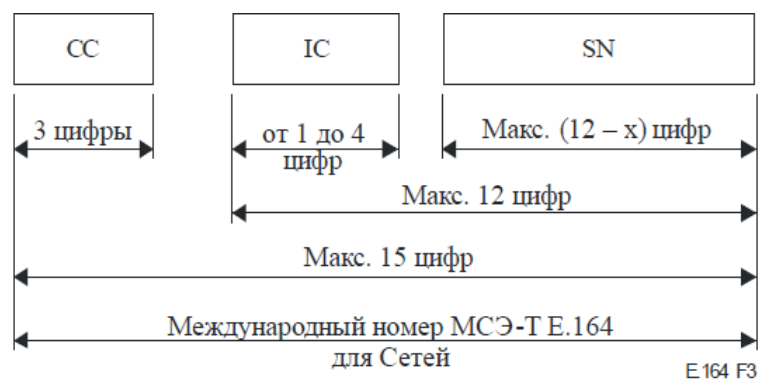 CC IC SN
3 цифры от 1 до 4 Макс. (12 – x) цифр
цифр
Макс. 12 цифр
Макс. 15 цифр
Международный номер МСЭ-Т E.164
для Сетей
E.164 F3